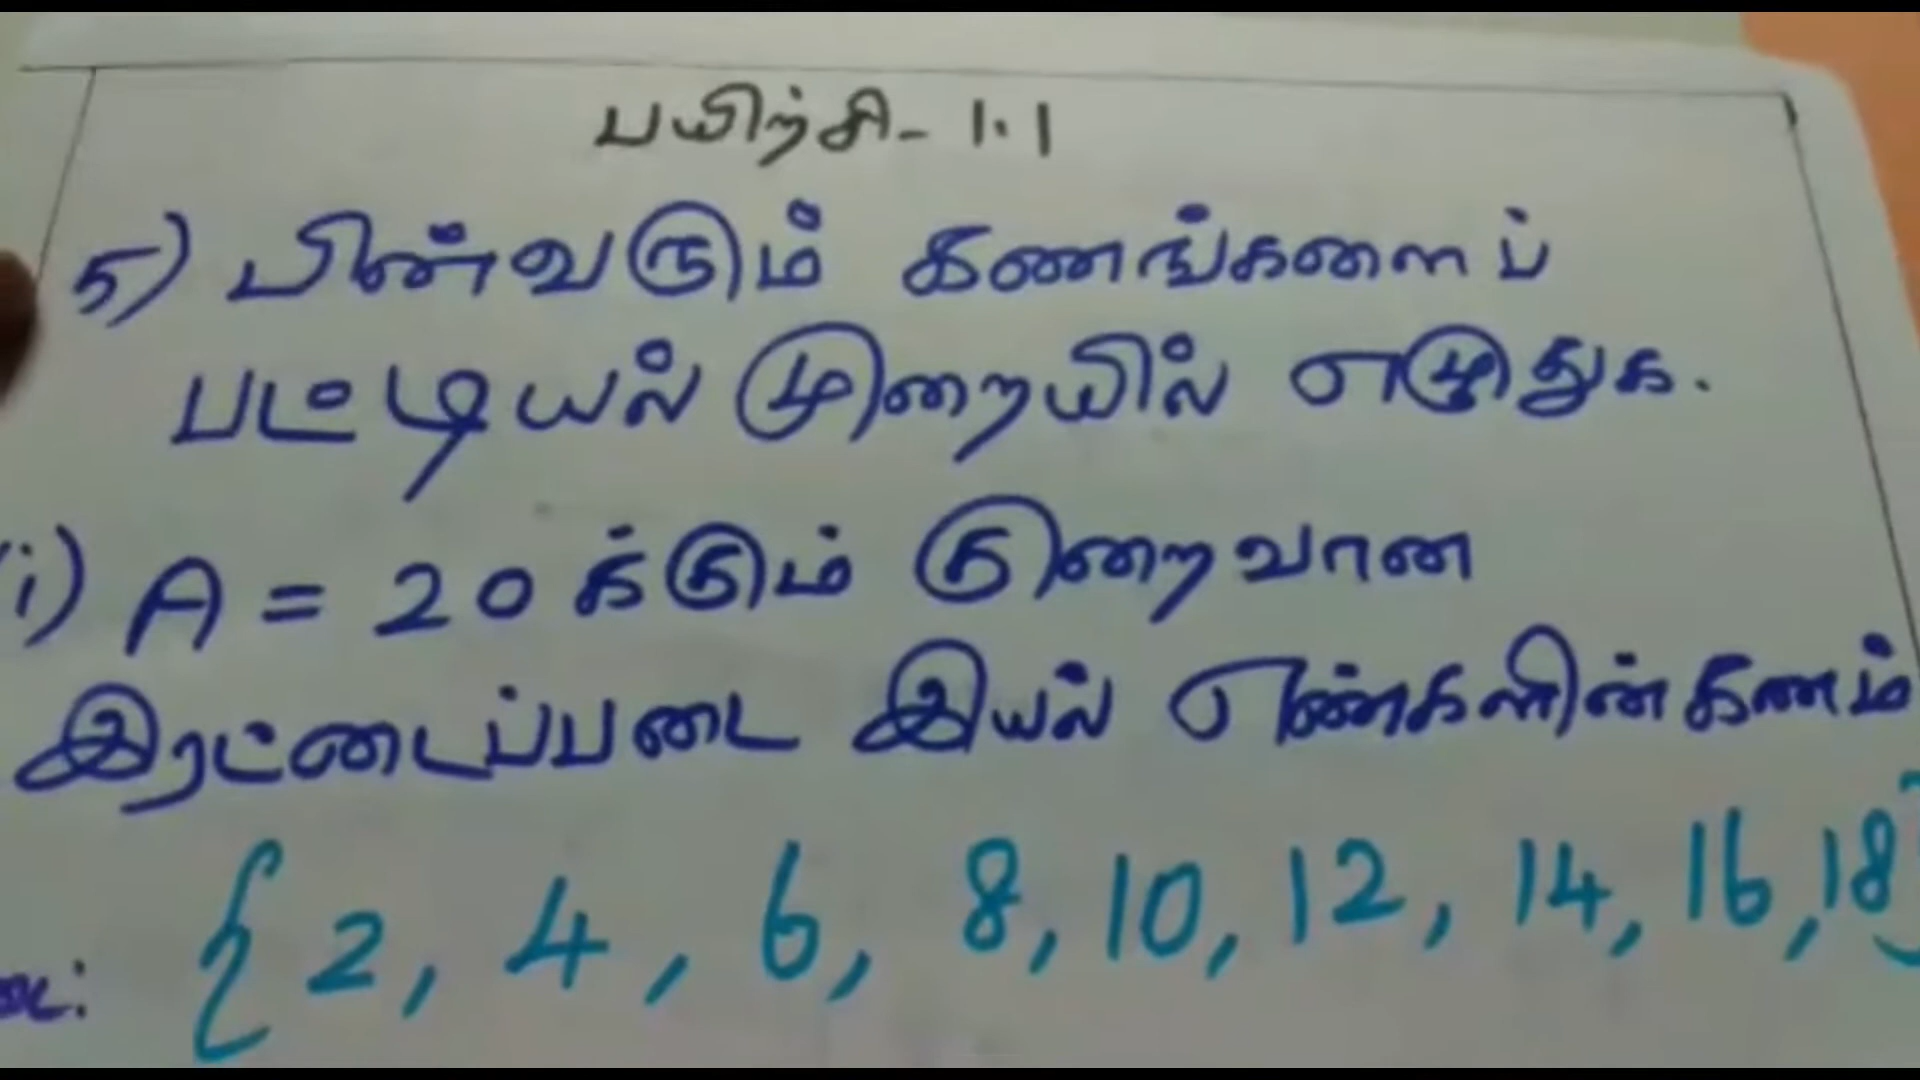 பயிற்சி - 1.1
5) பின்வரும் கணங்களைப்
பட்டியல் முறையில் எழுதுக.
(i) A = 20 க்கும் குறைவான
இரட்டைப்படை இயல் எண்களின் கணம்
{ 2, 4, 6, 8, 10, 12, 14, 16, 18 }